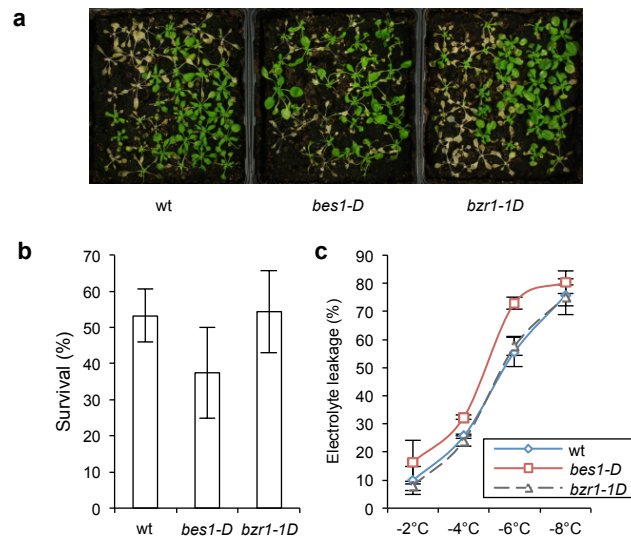 a
wt
bes1-D
bzr1-1D
b
Survival (%)
70
60
50
40
30
20
10
0
wt
bes1-D
bzr1-1D
c
Electrolyte leakage (%)
90
80
70
60
50
40
30
20
10
0
-2°C
-4°C
-6°C
-8°C
wt
bes1-D
bzr1-1D